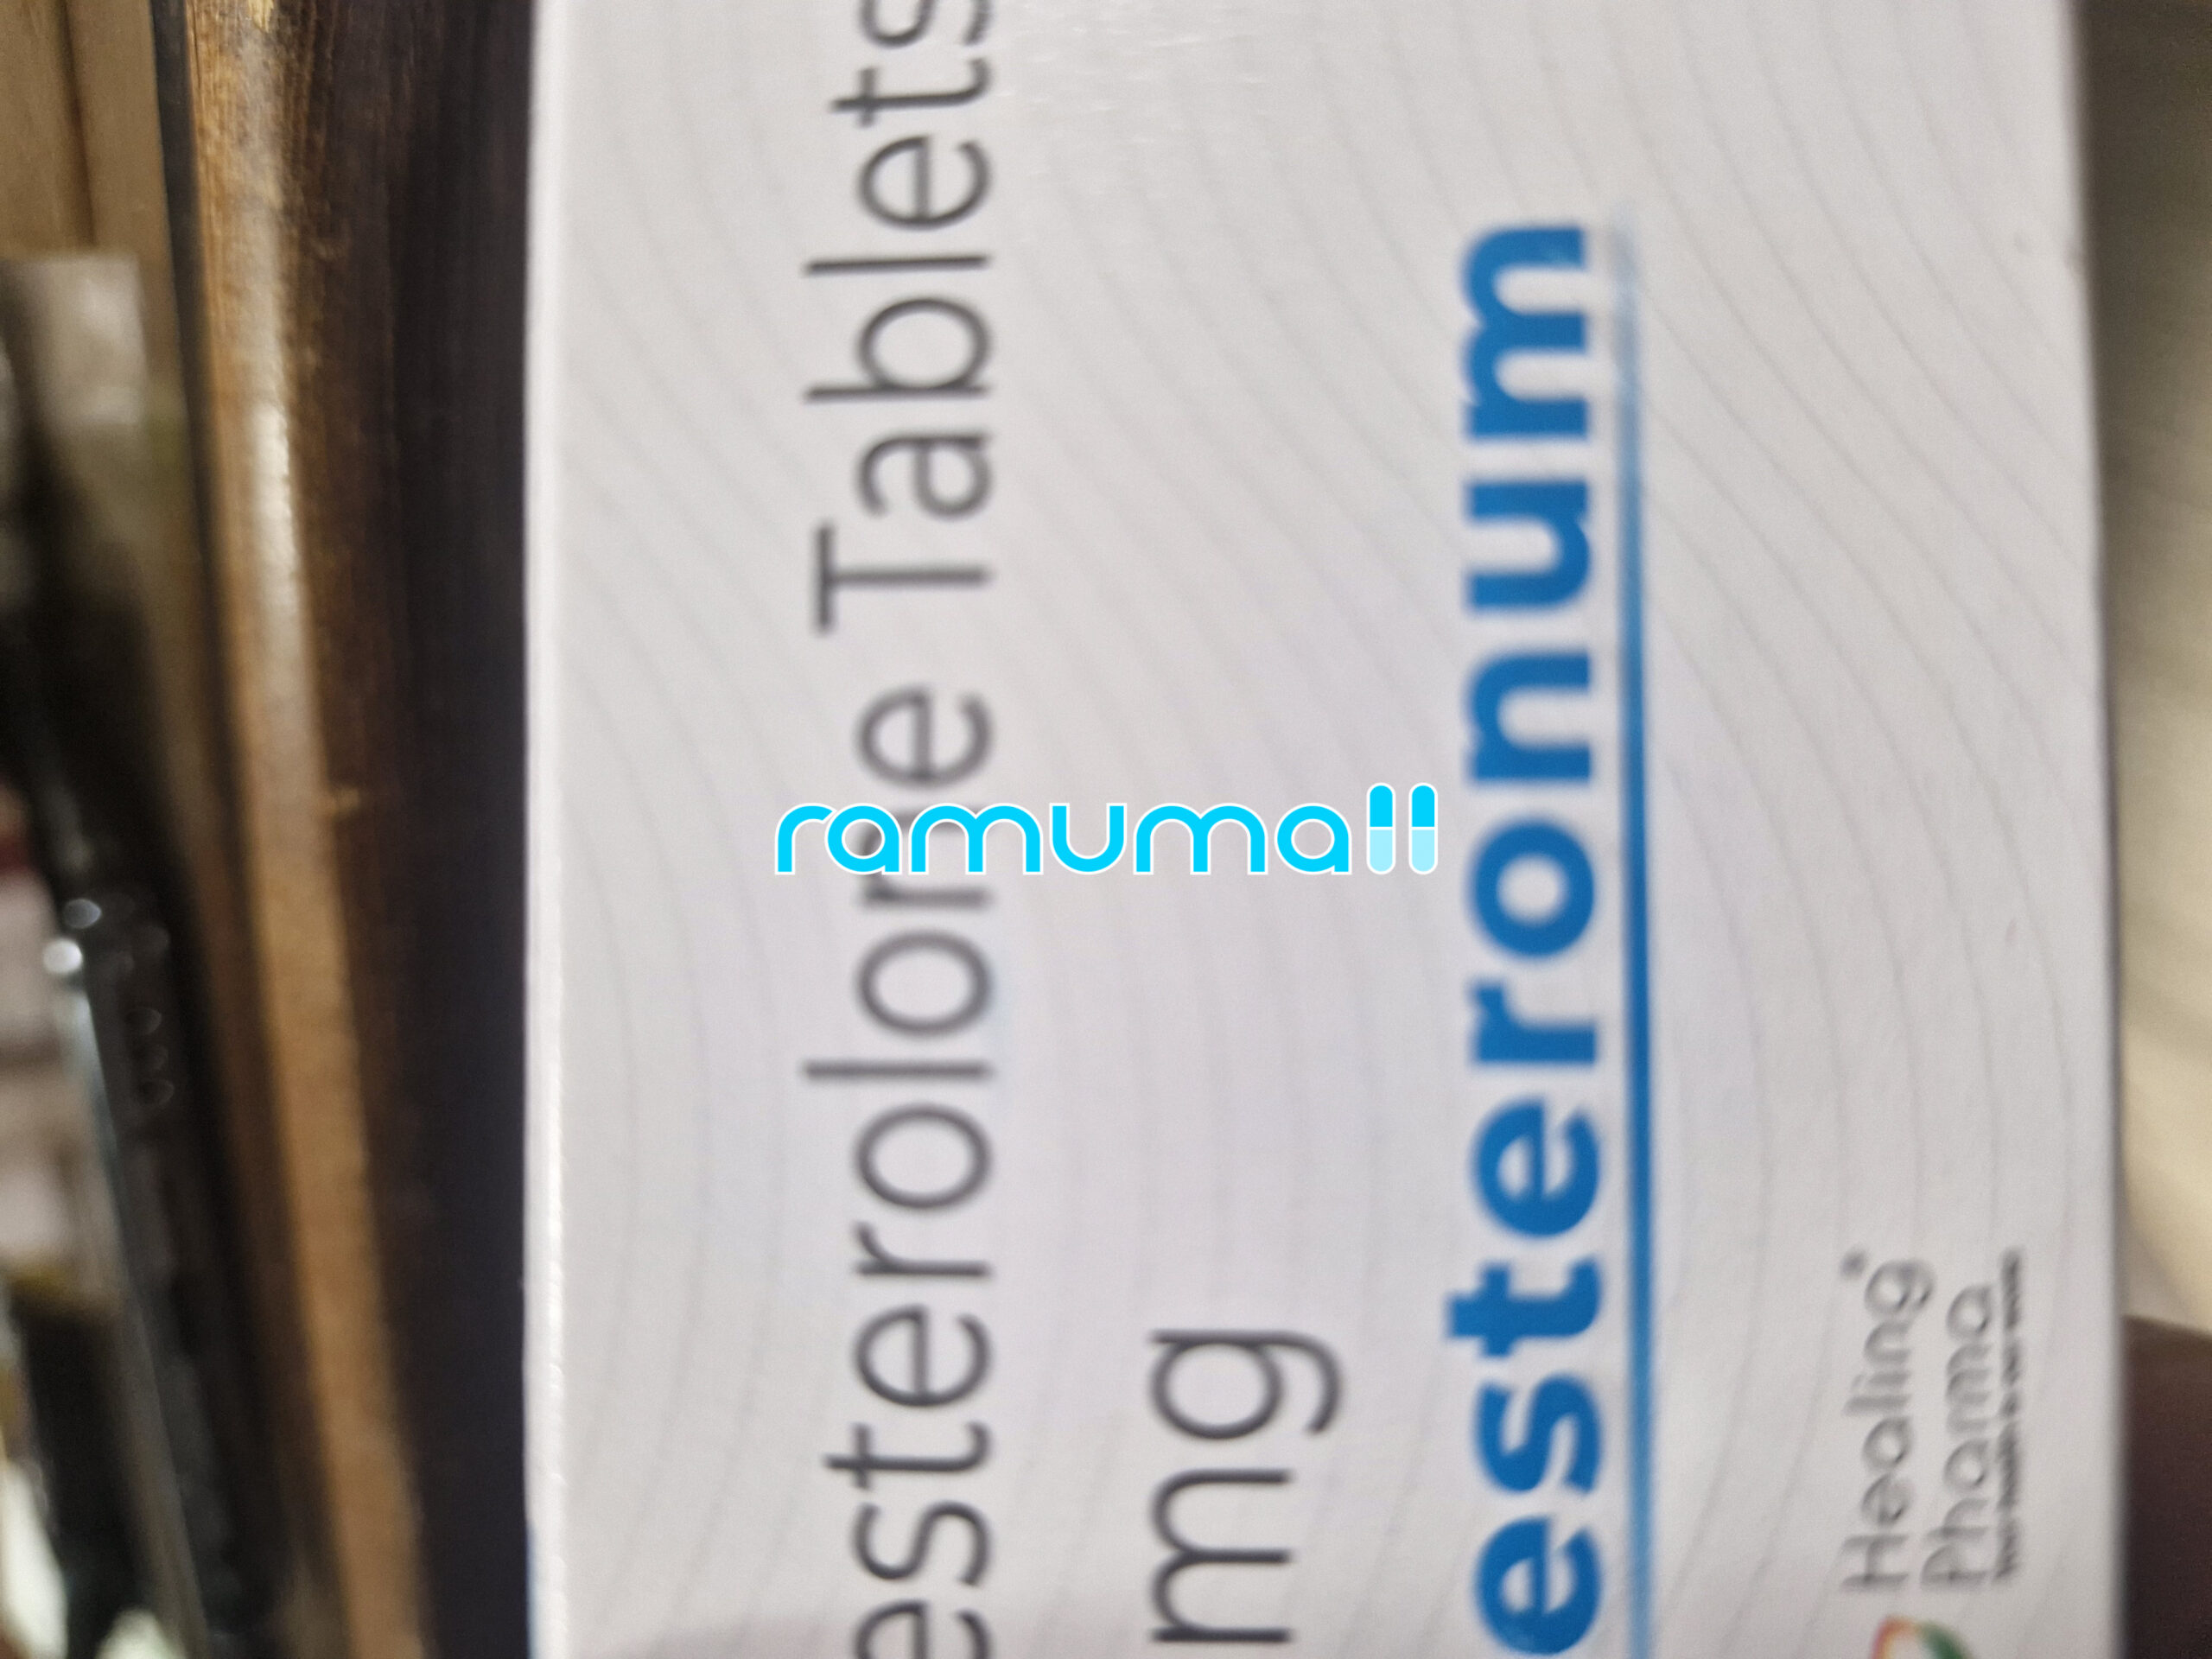 esterolone Tablets
mg
esteronum
Healing
Pharma
ramumall